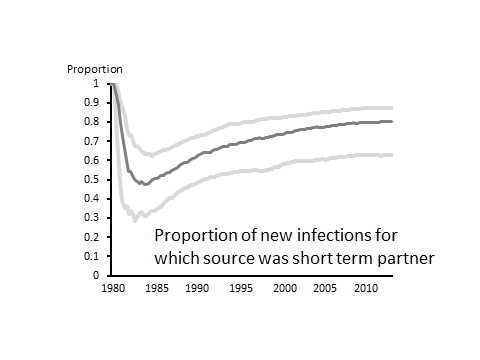 Proportion
1
0.9
0.8
0.7
0.6
0.5
0.4
0.3
0.2
0.1
0
Proportion of new infections for
which source was short term partner
1980 1985 1990 1995 2000 2005 2010